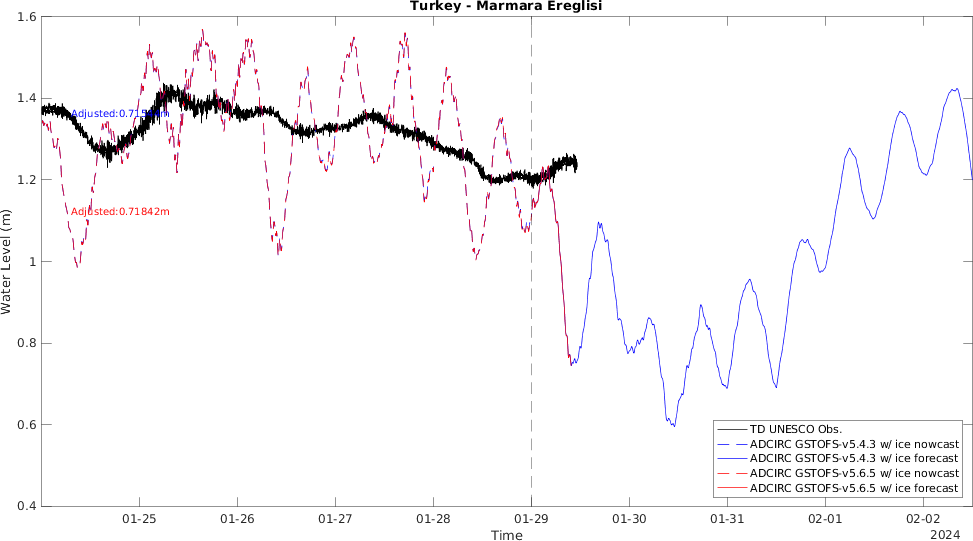 Turkey - Marmara Ereglisi
1.6
1.4
1.2
1
0.8
0.6
0.4
Water Level (m)
Adjusted:0.71842m
TD UNESCO Obs.
ADCIRC GSTOFS-v5.4.3 w/ ice nowcast
ADCIRC GSTOFS-v5.4.3 w/ ice forecast
ADCIRC GSTOFS-v5.6.5 w/ ice nowcast
ADCIRC GSTOFS-v5.6.5 w/ ice forecast
01-25 01-26 01-27 01-28 01-29 01-30 01-31 02-01 02-02
Time
2024